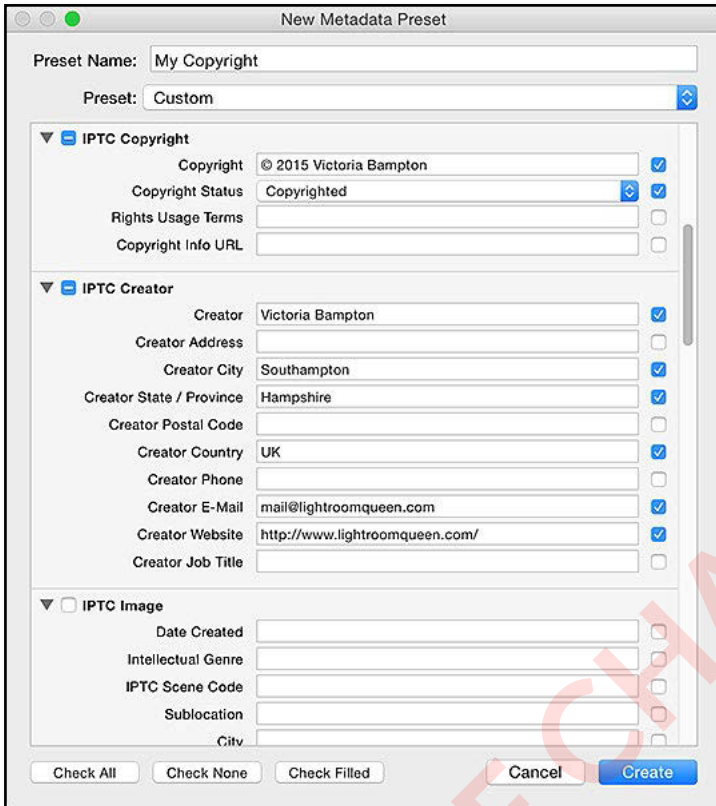 New Metadata Preset
Preset Name: My Copyright
Preset: Custom
IPTC Copyright
Copyright © 2015 Victoria Bampton
Copyright Status Copyrighted
Rights Usage Terms
Copyright Info URL
IPTC Creator
Creator Victoria Bampton
Creator Address
Creator City Southampton
Creator State / Province Hampshire
Creator Postal Code
Creator Country UK
Creator Phone
Creator E-Mail mail@lightroomqueen.com
Creator Website http://www.lightroomqueen.com/
Creator Job Title
IPTC Image
Date Created
Intellectual Genre
IPTC Scene Code
Sublocation
City
Check All Check None Check Filled Cancel Create